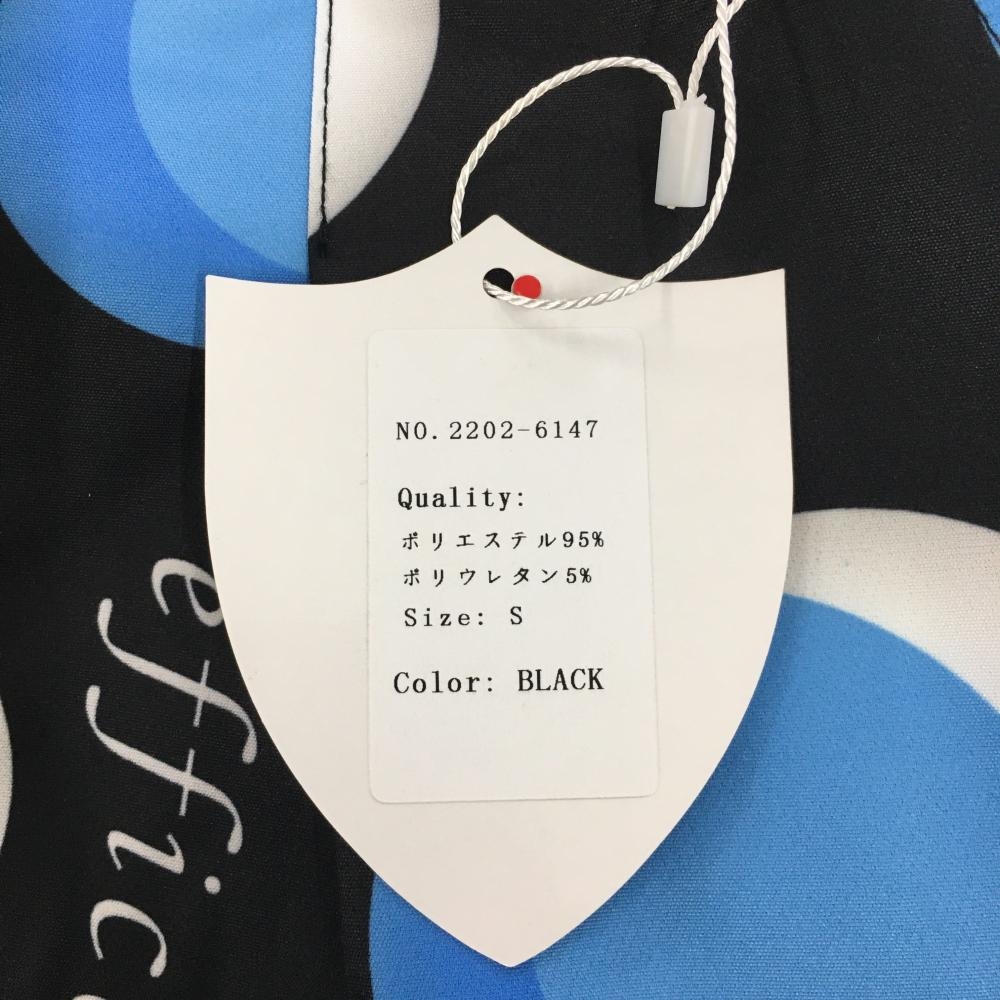 NO.2202-6147
Quality:
ポリエステル95%
ポリウレタン5%
Size: S
Color: BLACK
effic